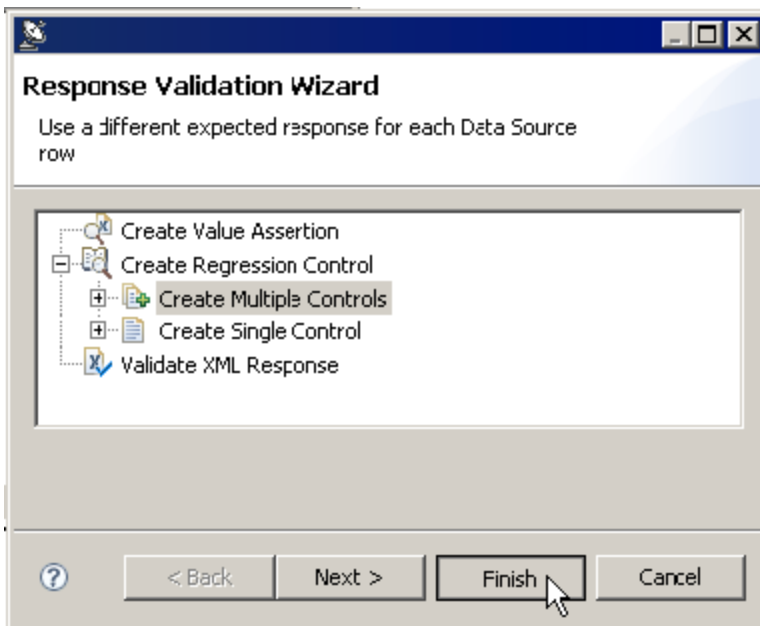 Response Validation Wizard
Use a different expected response for each Data Source
row
Create Value Assertion
Create Regression Control
Create Multiple Controls
Create Single Control
Validate XML Response
? < Back Next > Finish Cancel